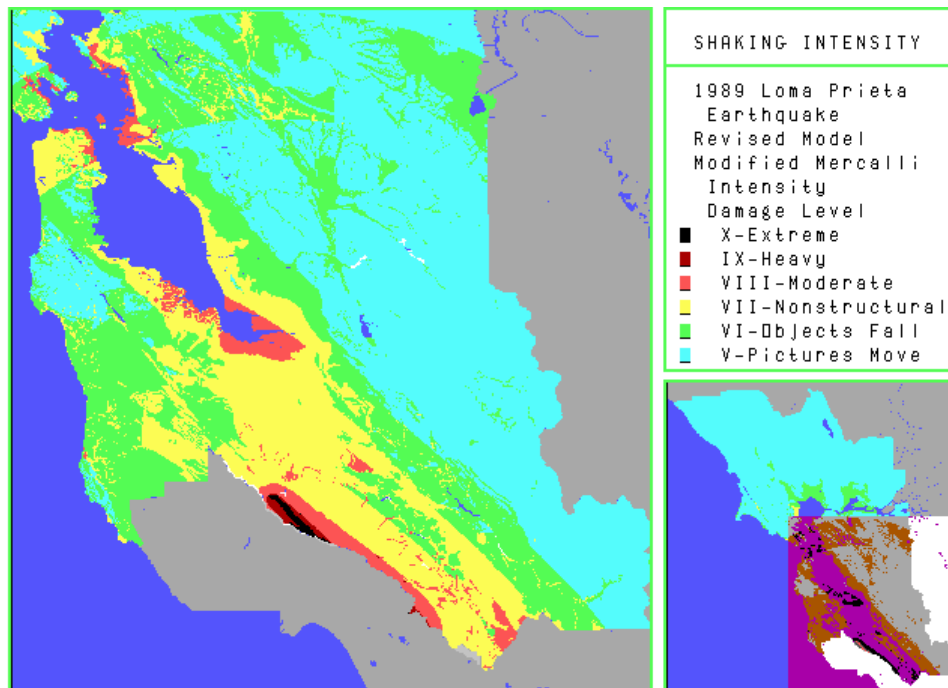 SHAKING INTENSITY
1989 Loma Prieta
Earthquake
Revised Model
Modified Mercalli
Intensity
Damage Level
X-Extreme
IX-Heavy
VIII-Moderate
VII-Nonstructural
VI-Objects Fall
V-Pictures Move